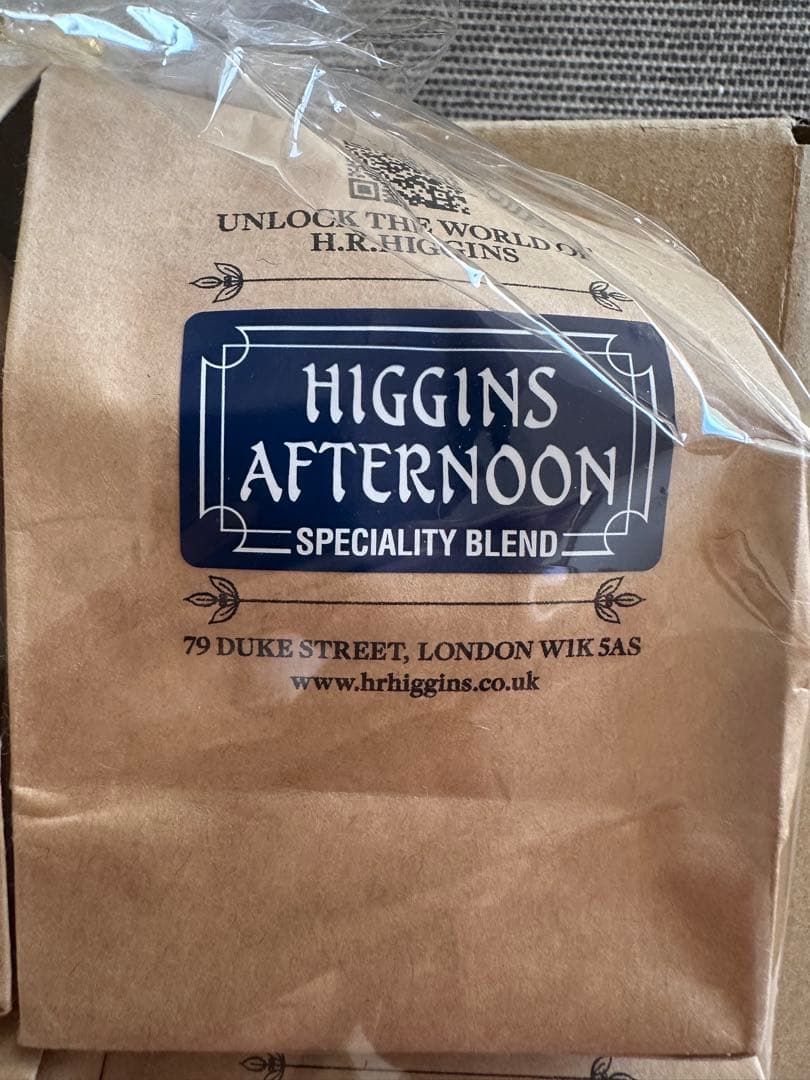 UNLOCK THE WORLD OF
H.R.HIGGINS
HIGGINS
AFTERNOON
SPECIALITY BLEND
79 DUKE STREET, LONDON W1K 5AS
www.hrhiggins.co.uk